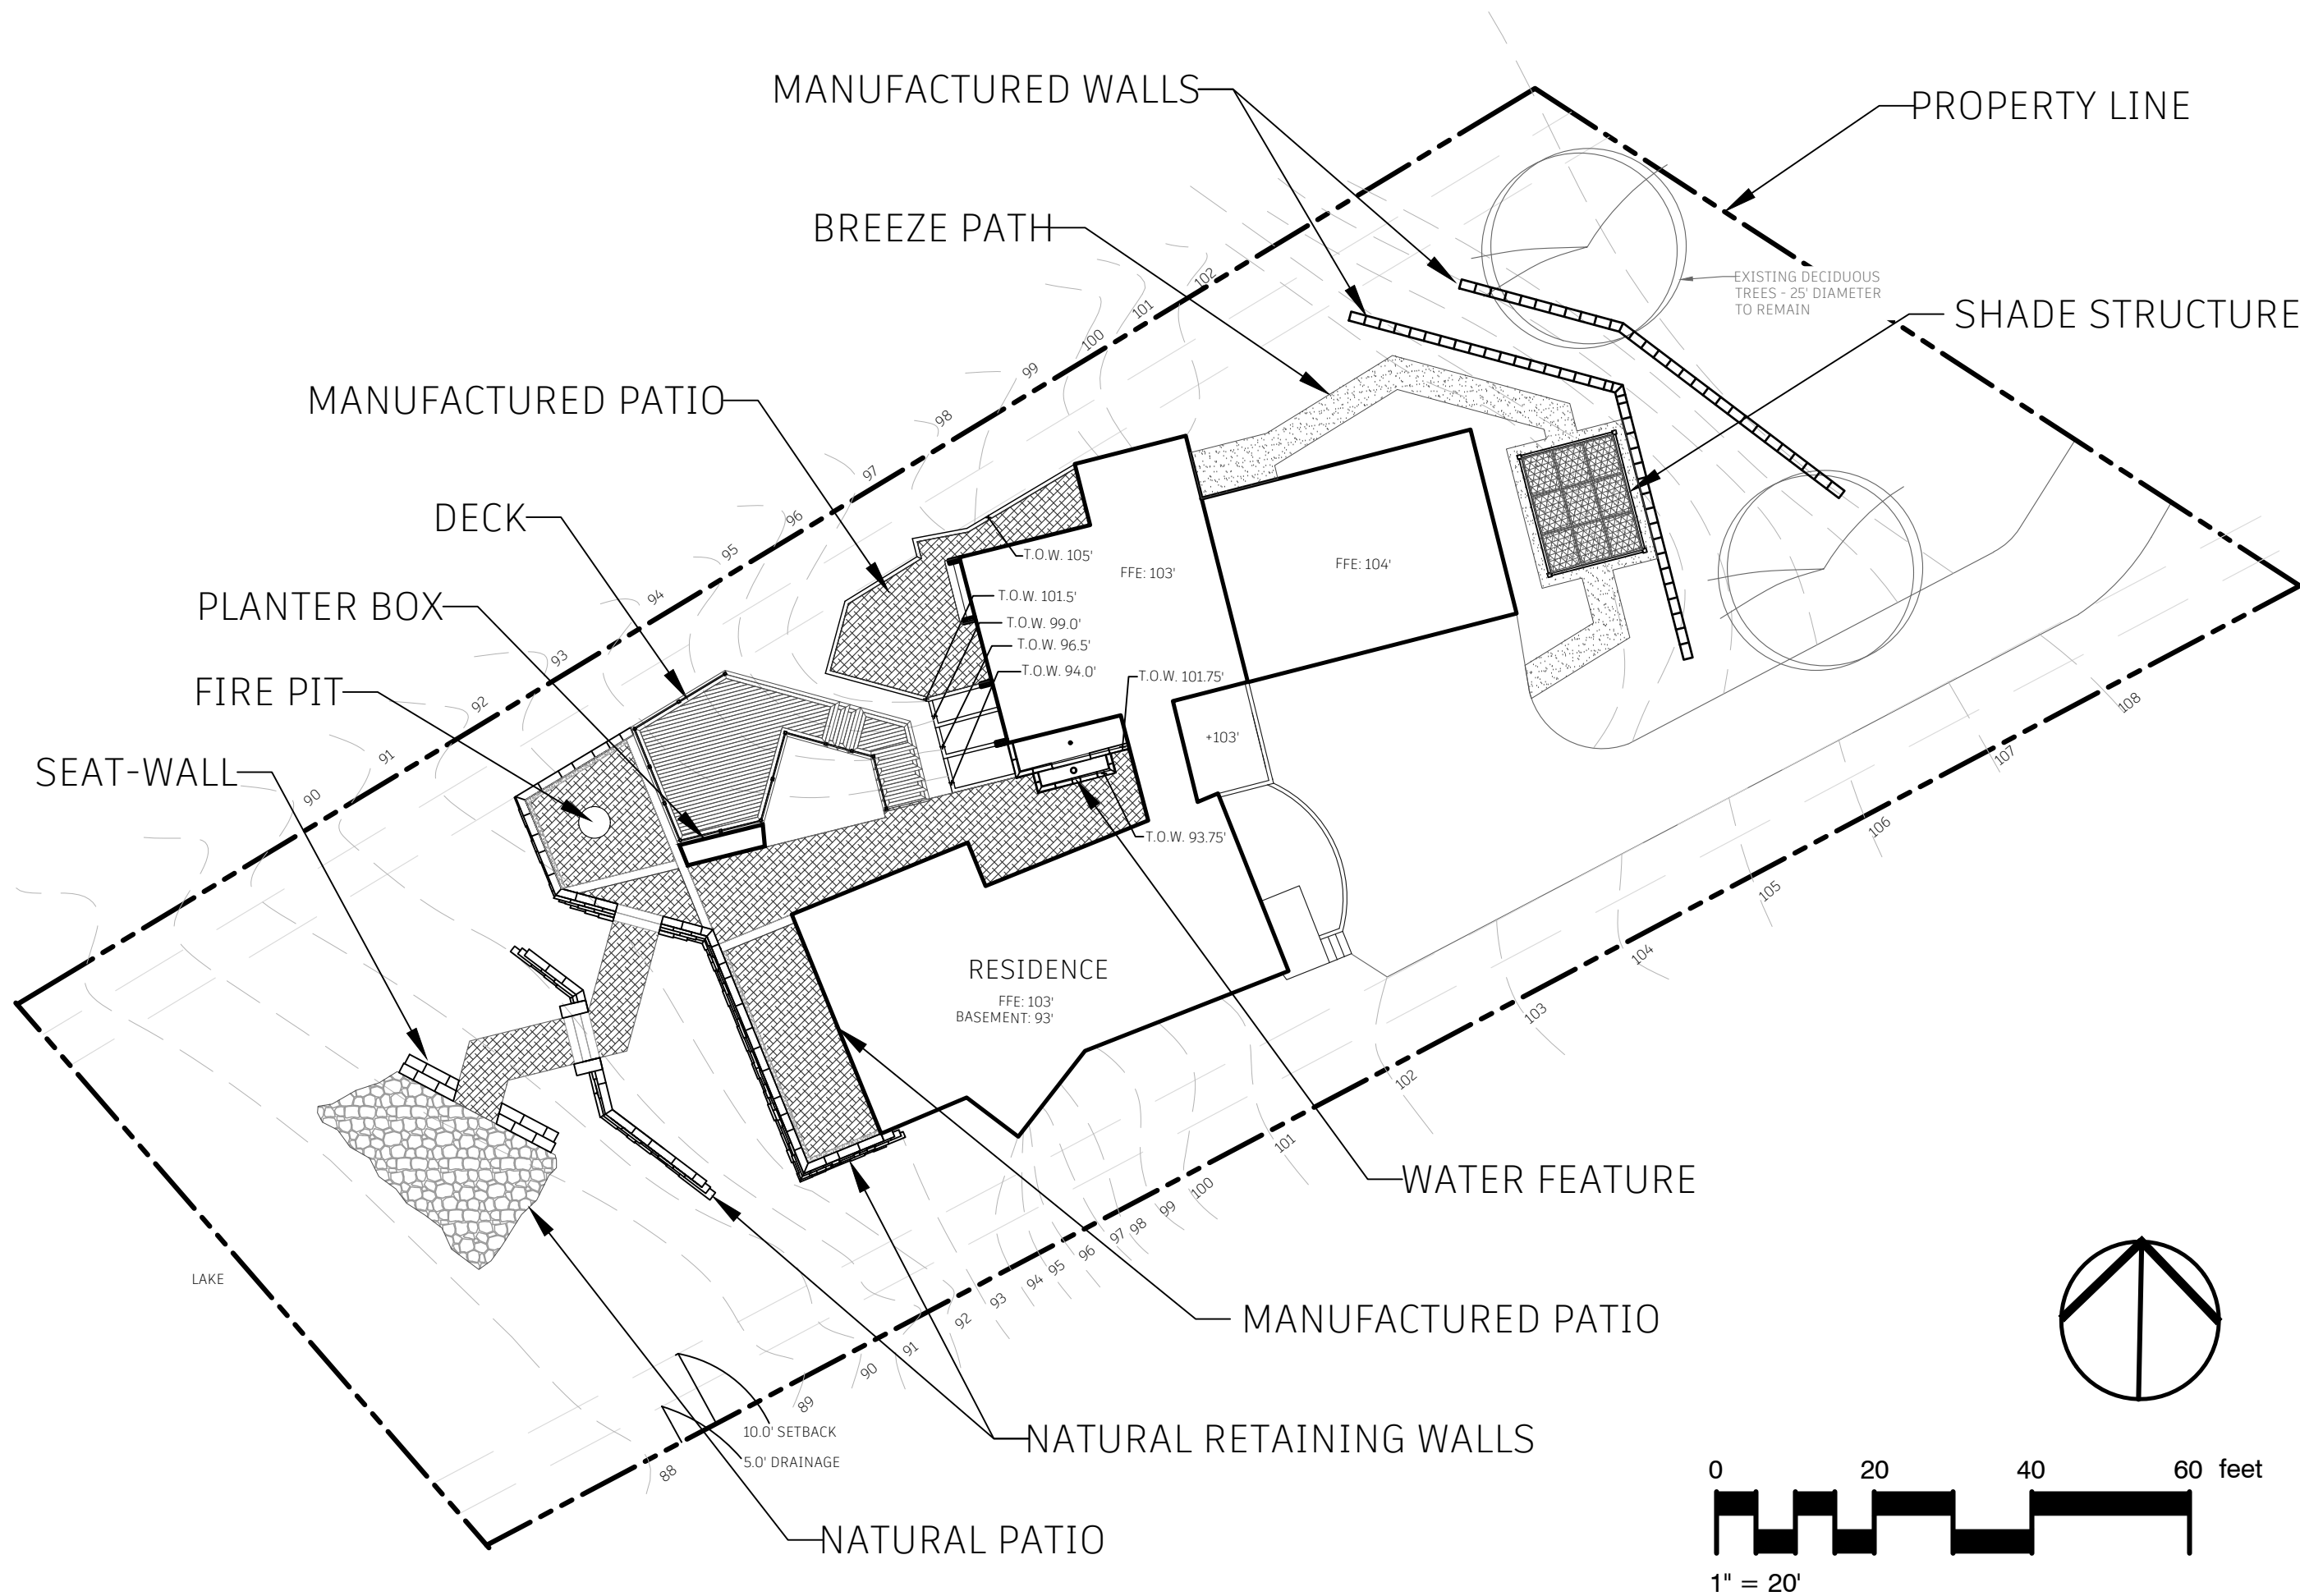 MANUFACTURED WALLS
PROPERTY LINE
BREEZE PATH
EXISTING DECIDUOUS
TREES - 25' DIAMETER
TO REMAIN
SHADE STRUCTURE
MANUFACTURED PATIO
DECK
PLANTER BOX
FIRE PIT
SEAT-WALL
102
101
100
99
98
97
96
95
94
93
92
91
90
T.O.W. 105'
FFE: 103'
FFE: 104'
T.O.W. 101.5'
T.O.W. 99.0'
T.O.W. 96.5'
T.O.W. 94.0'
T.O.W. 101.75'
+103'
T.O.W. 93.75'
RESIDENCE
FFE: 103'
BASEMENT: 93'
108
107
106
105
104
103
102
101
100
99
98
97
96
95
94
93
92
91
90
89
88
WATER FEATURE
LAKE
MANUFACTURED PATIO
10.0' SETBACK
5.0' DRAINAGE
NATURAL RETAINING WALLS
NATURAL PATIO
0 20 40 60 feet
1" = 20'